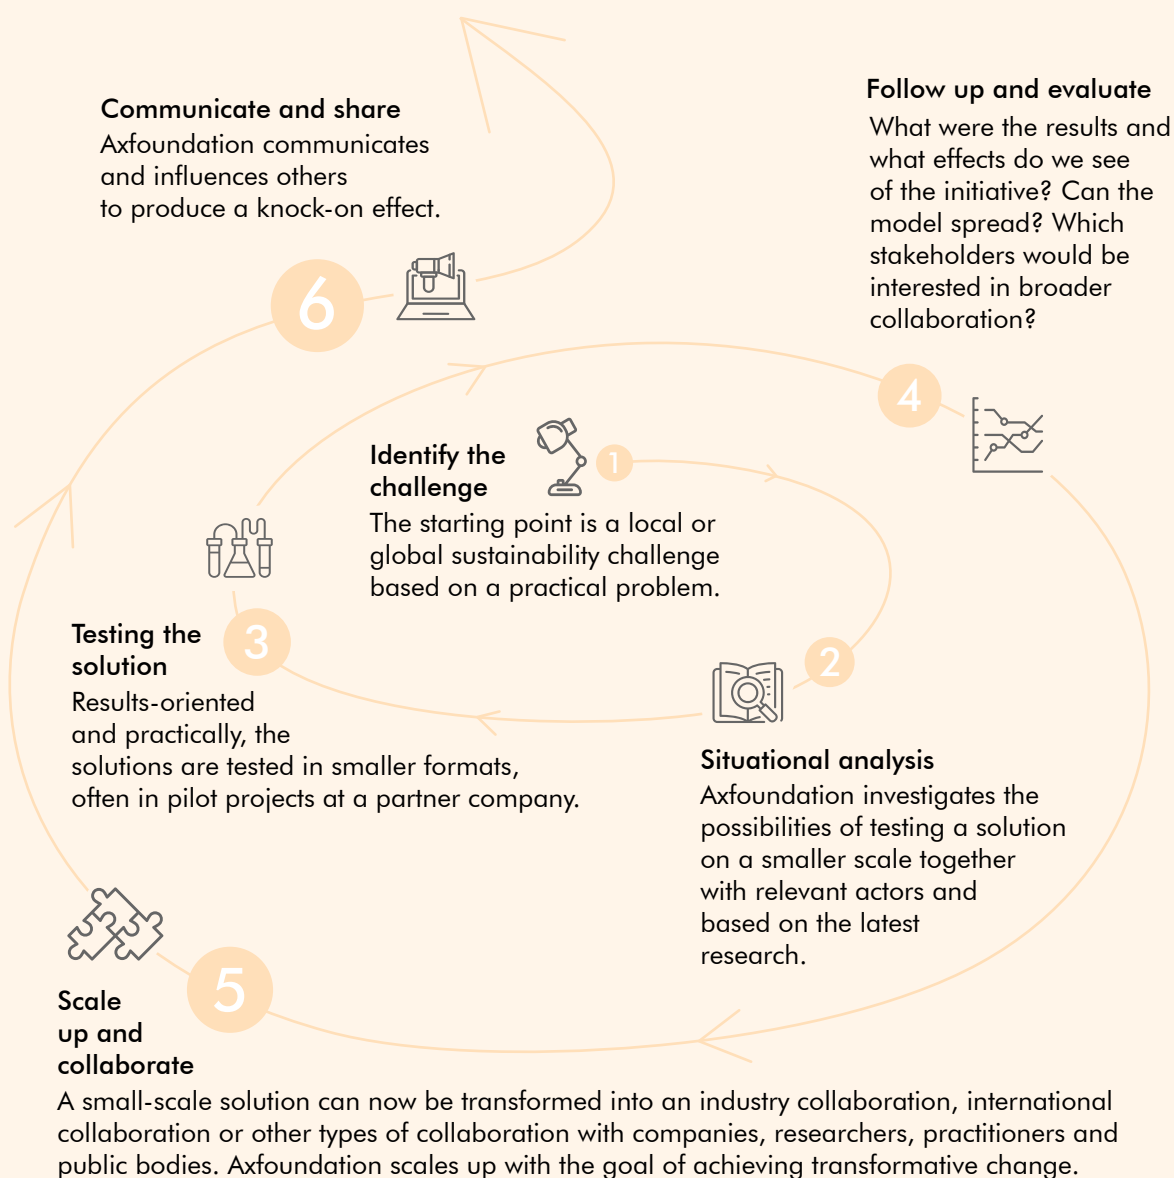 Communicate and share
Axfoundation communicates
and influences others
to produce a knock-on effect.
6
Follow up and evaluate
What were the results and
what effects do we see
of the initiative? Can the
model spread? Which
stakeholders would be
interested in broader
collaboration?
4
Identify the
challenge
1
The starting point is a local or
global sustainability challenge
based on a practical problem.
2
Situational analysis
Axfoundation investigates the
possibilities of testing a solution
on a smaller scale together
with relevant actors and
based on the latest
research.
3
Testing the
solution
Results-oriented
and practically, the
solutions are tested in smaller formats,
often in pilot projects at a partner company.
5
Scale
up and
collaborate
A small-scale solution can now be transformed into an industry collaboration, international
collaboration or other types of collaboration with companies, researchers, practitioners and
public bodies. Axfoundation scales up with the goal of achieving transformative change.